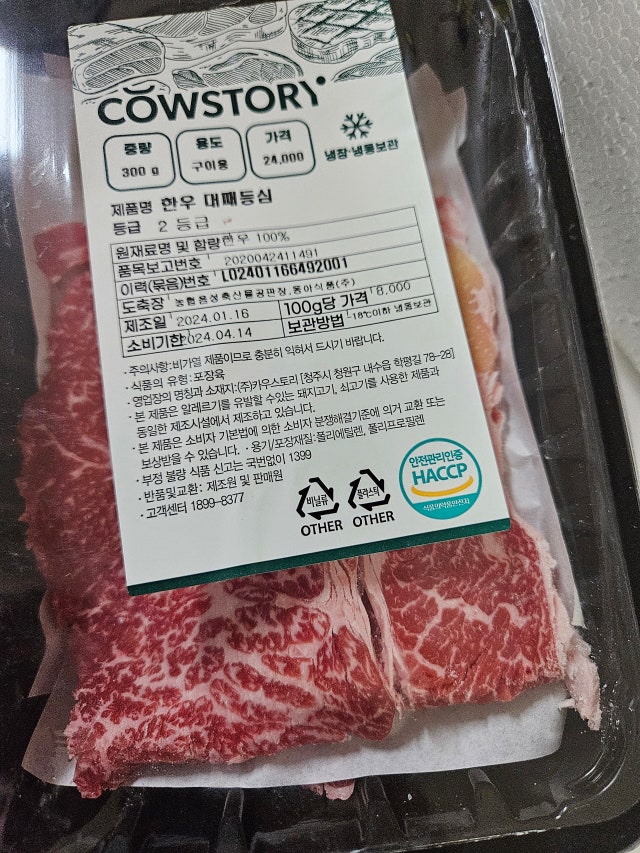 COWSTORY
중량 용도 가격
300 g 구이용 24,000
냉장·냉동보관
제품명 한우 대패등심
등급 2 등급
원재료명 및 함량 한우 100%
품목보고번호 2020042411491
이력(묶음)번호 L02401166492001
도축장 농협음성축산물공판장,동아식품(주)
제조일 2024.01.16 100g당 가격 8,000
소비기한 2024.04.14 보관방법 -18℃이하 냉동보관
·주의사항:비가열 제품이므로 충분히 익혀서 드시기 바랍니다.
·식품의 유형:포장육
·영업장의 명칭과 소재지:(주)카우스토리 [청주시 청원구 내수읍 학평길 78-28]
·본 제품은 알레르기를 유발할 수있는 돼지고기, 쇠고기를 사용한 제품과
동일한 제조시설에서 제조하고 있습니다.
·본 제품은 소비자 기본법에 의한 소비자 분쟁해결기준에 의거 교환 또는
보상받을 수 있습니다. ·용기/포장재질:폴리에틸렌, 폴리프로필렌
·부정 불량 식품 신고는 국번없이 1399
·반품및교환: 제조원 및 판매원
·고객센터 1899-8377
비닐류 플라스틱
OTHER OTHER
안전관리인증
HACCP
식품의약품안전처